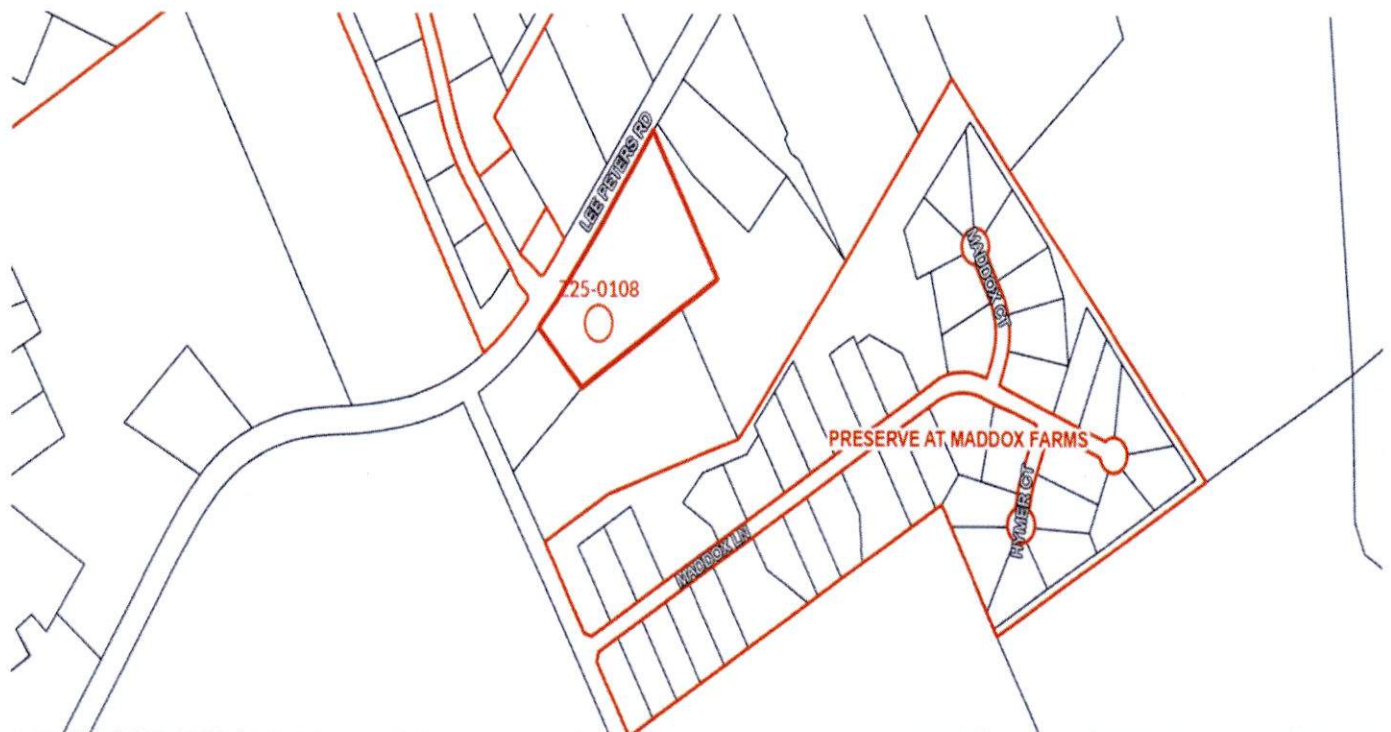 LEE PETERS RD
Z25-0108
MADDOX CT
PRESERVE AT MADDOX FARMS
HYMER CT
MADDOX LN